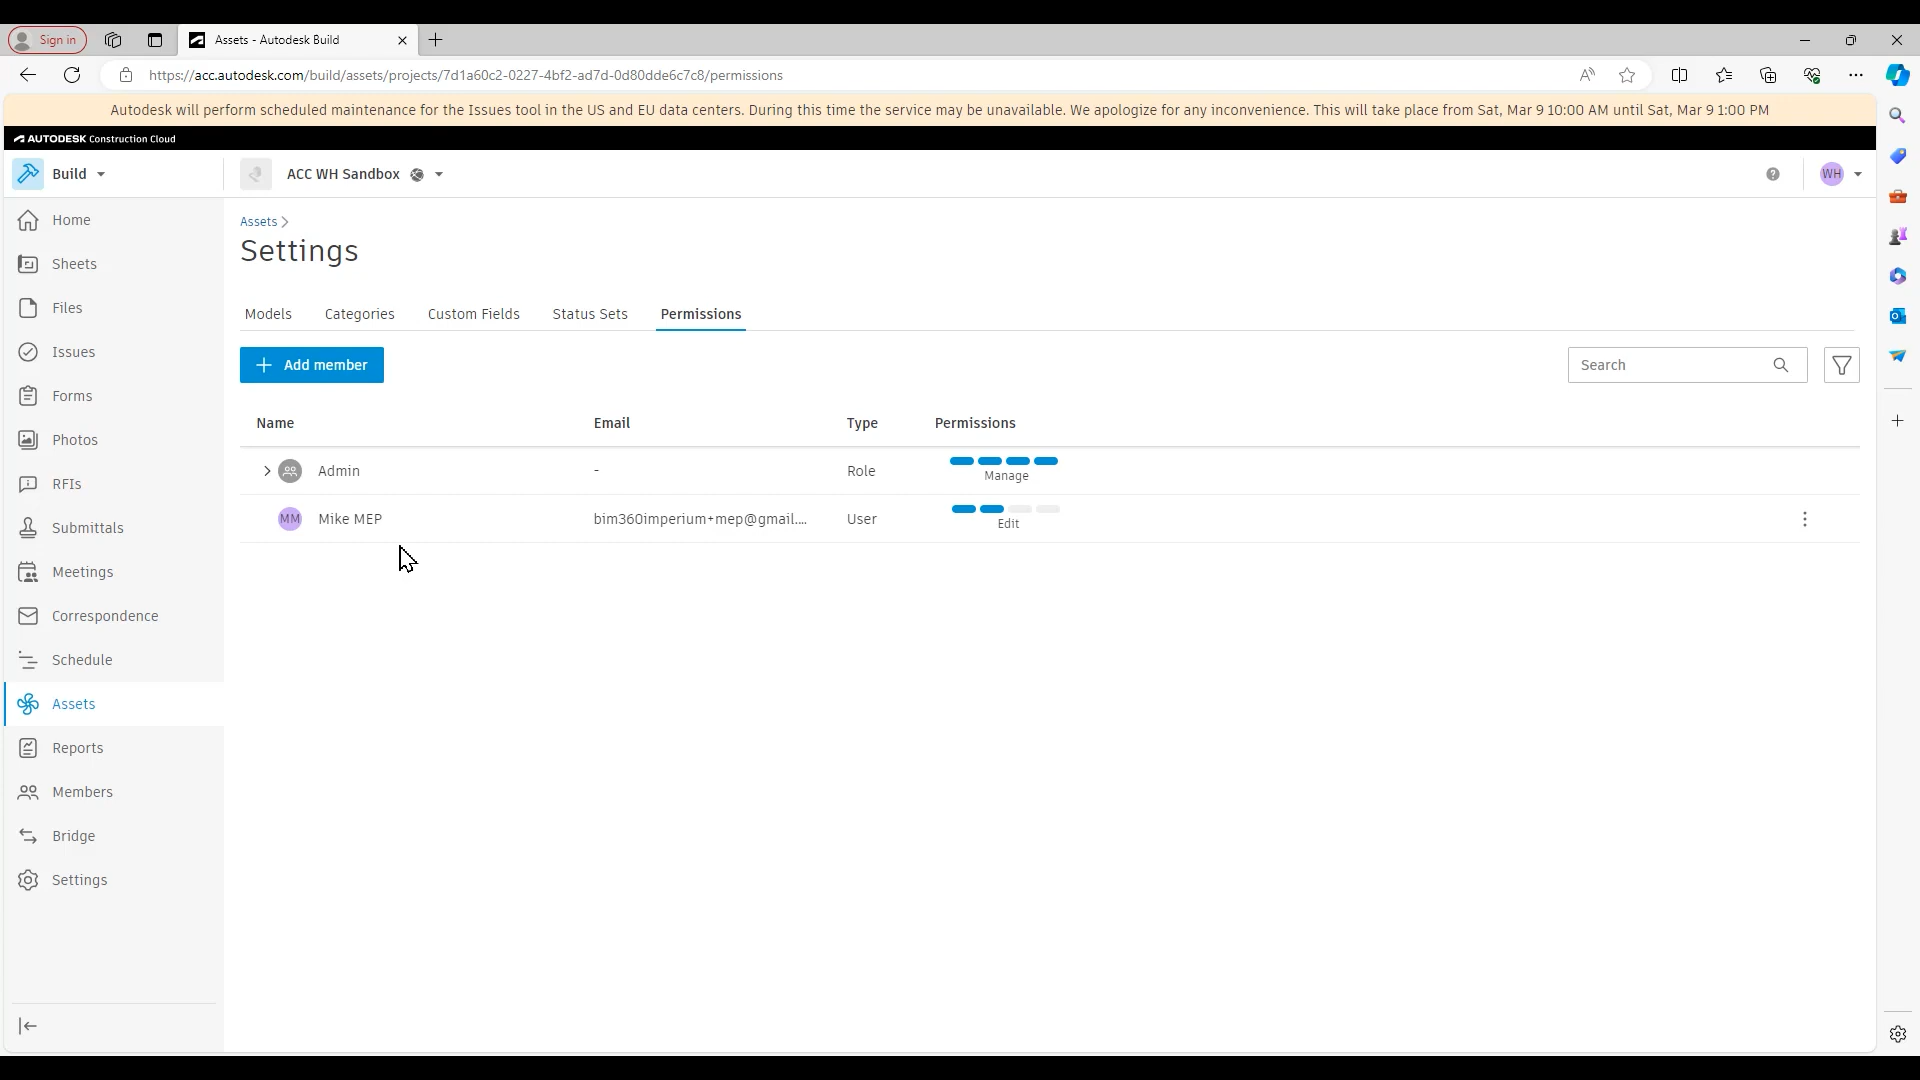 Sign in
Assets - Autodesk Build
https://acc.autodesk.com/build/assets/projects/7d1a60c2-0227-4bf2-ad7d-0d80dde6c7c8/permissions
Autodesk will perform scheduled maintenance for the Issues tool in the US and EU data centers. During this time the service may be unavailable. We apologize for any inconvenience. This will take place from Sat, Mar 9 10:00 AM until Sat, Mar 9 1:00 PM
AUTODESK Construction Cloud
Build
ACC WH Sandbox
WH
Home
Sheets
Files
Issues
Forms
Photos
RFIs
Submittals
Meetings
Correspondence
Schedule
Assets
Reports
Members
Bridge
Settings
Assets
Settings
Models Categories Custom Fields Status Sets Permissions
Add member
Search
Name Email Type Permissions
Admin - Role Manage
MM Mike MEP bim360imperium+mep@gmail.... User Edit